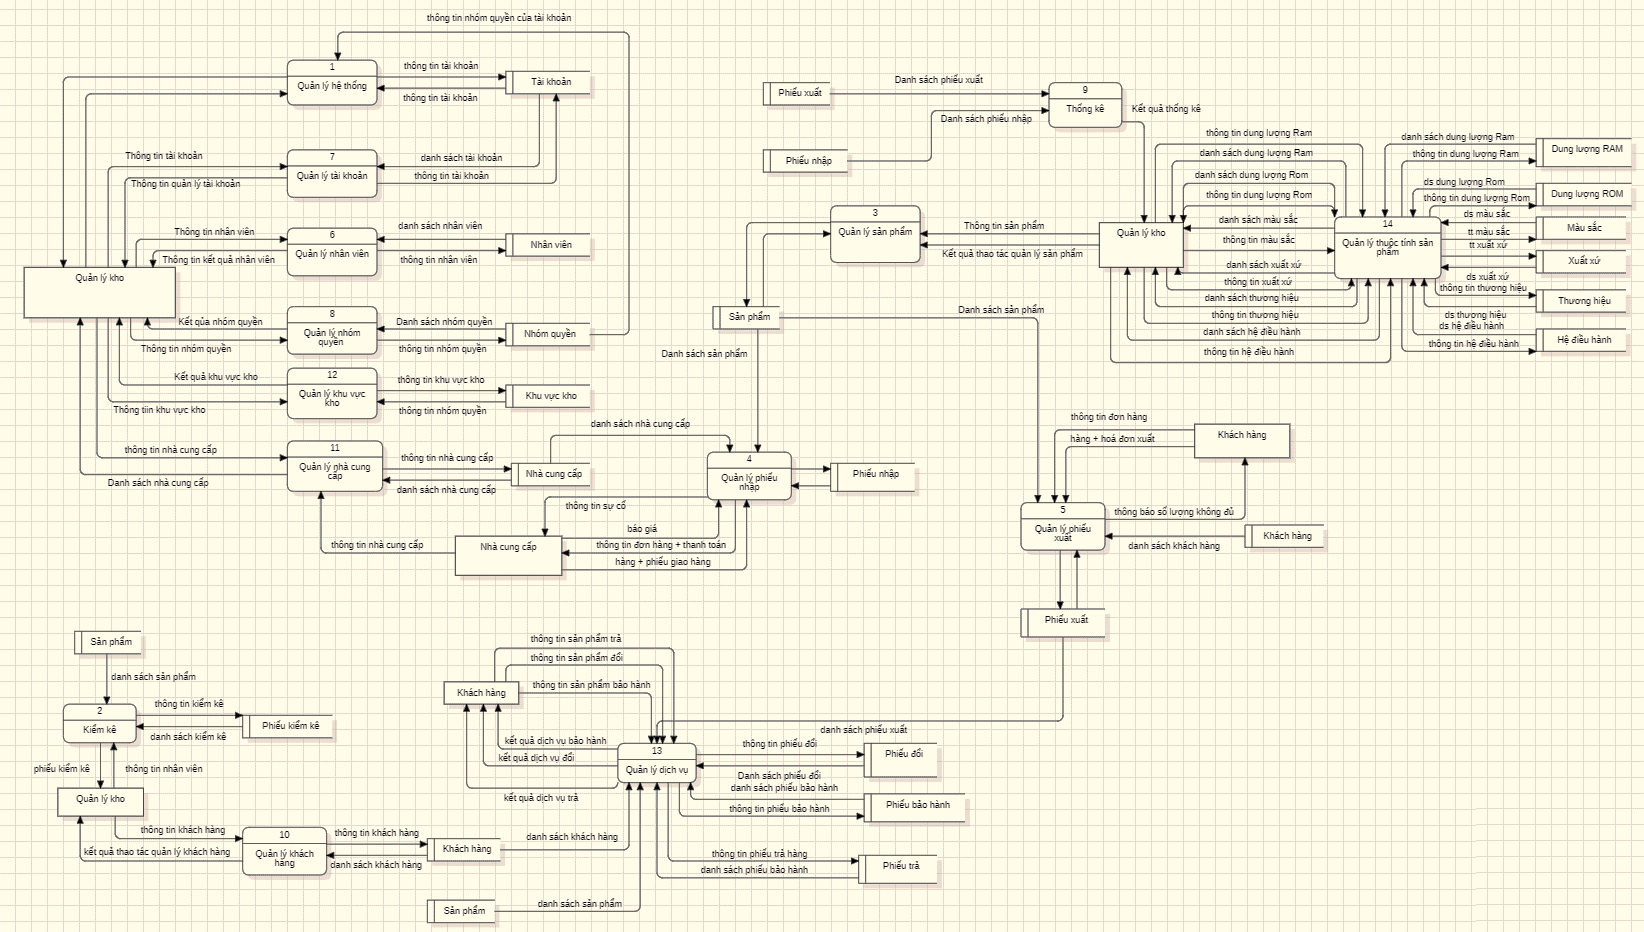 thông tin nhóm quyền của tài khoản
1
Quản lý hệ thống
thông tin tài khoản
thông tin tài khoản
Tài khoản
7
Quản lý tài khoản
Thông tin tài khoản
Thông tin quản lý tài khoản
danh sách tài khoản
thông tin tài khoản
6
Quản lý nhân viên
Thông tin nhân viên
Thông tin kết quả nhân viên
danh sách nhân viên
thông tin nhân viên
Nhân viên
Quản lý kho
8
Quản lý nhóm
quyền
Kết qủa nhóm quyền
Thông tin nhóm quyền
Danh sách nhóm quyền
thông tin nhóm quyền
Nhóm quyền
12
Quản lý khu vực
kho
Kết quả khu vực kho
Thông tiin khu vực kho
thông tin khu vực kho
thông tin nhóm quyền
Khu vực kho
11
Quản lý nhà cung
cấp
thông tin nhà cung cấp
Danh sách nhà cung cấp
thông tin nhà cung cấp
danh sách nhà cung cấp
Nhà cung cấp
danh sách nhà cung cấp
4
Quản lý phiếu
nhập
Phiếu nhập
thông tin sự cố
báo giá
thông tin đơn hàng + thanh toán
hàng + phiếu giao hàng
Nhà cung cấp
thông tin nhà cung cấp
Phiếu xuất
Danh sách phiếu xuất
Danh sách phiếu nhập
Phiếu nhập
9
Thống kê
Kết quả thống kê
3
Quản lý sản phẩm
Thông tin sản phẩm
Kết quả thao tác quản lý sản phẩm
Sản phẩm
Danh sách sản phẩm
Danh sách sản phẩm
Quản lý kho
thông tin dung lượng Ram
danh sách dung lượng Ram
danh sách dung lượng Rom
thông tin dung lượng Rom
danh sách màu sắc
thông tin màu sắc
danh sách xuất xứ
thông tin xuất xứ
danh sách thương hiệu
thông tin thương hiệu
danh sách hệ điều hành
thông tin hệ điều hành
14
Quản lý thuộc tính sản
phẩm
danh sách dung lượng Ram
thông tin dung lượng Ram
ds dung lượng Rom
thông tin dung lượng Rom
ds màu sắc
tt màu sắc
tt xuất xứ
ds xuất xứ
thông tin thương hiệu
ds thương hiệu
ds hệ điều hành
thông tin hệ điều hành
Dung lượng RAM
Dung lượng ROM
Màu sắc
Xuất xứ
Thương hiệu
Hệ điều hành
thông tin đơn hàng
hàng + hoá đơn xuất
Khách hàng
5
Quản lý phiếu
xuất
thông báo số lượng không đủ
danh sách khách hàng
Khách hàng
Phiếu xuất
Sản phẩm
danh sách sản phẩm
2
Kiểm kê
thông tin kiểm kê
danh sách kiểm kê
Phiếu kiểm kê
phiếu kiểm kê
thông tin nhân viên
Quản lý kho
thông tin khách hàng
kết quả thao tác quản lý khách hàng
10
Quản lý khách
hàng
thông tin khách hàng
danh sách khách hàng
Khách hàng
danh sách khách hàng
Sản phẩm
danh sách sản phẩm
thông tin sản phẩm trả
thông tin sản phẩm đổi
thông tin sản phẩm bảo hành
Khách hàng
kết quả dịch vụ bảo hành
kết quả dịch vụ đổi
kết quả dịch vụ trả
13
Quản lý dịch vụ
danh sách phiếu xuất
thông tin phiếu đổi
Danh sách phiếu đổi
Phiếu đổi
danh sách phiếu bảo hành
thông tin phiếu bảo hành
Phiếu bảo hành
thông tin phiếu trả hàng
danh sách phiếu bảo hành
Phiếu trả